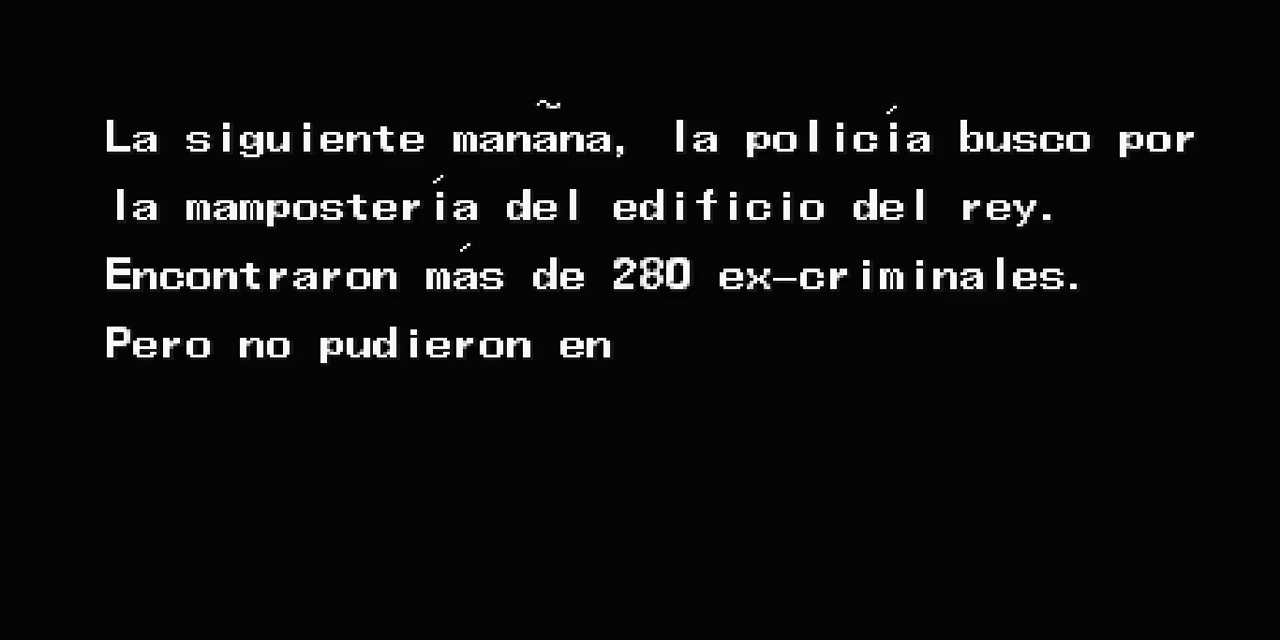 La siguiente mañana, la policía busco por
la mampostería del edificio del rey.
Encontraron más de 280 ex-criminales.
Pero no pudieron en